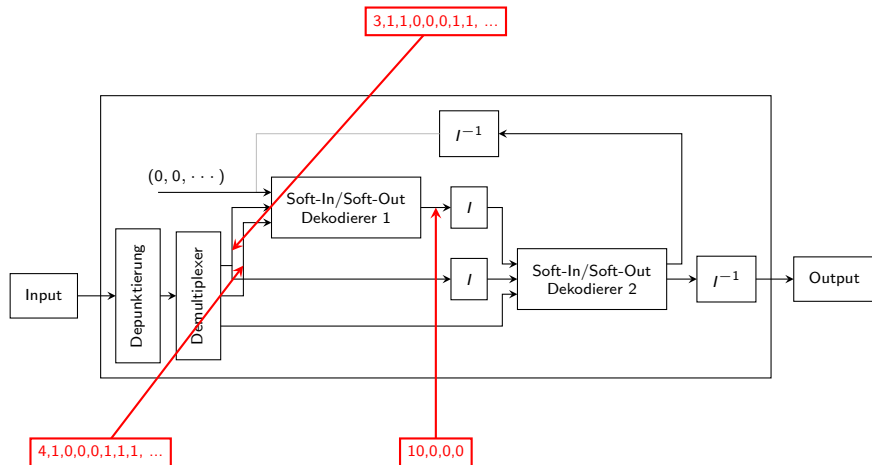 3,1,1,0,0,0,1,1, ...
I⁻¹
(0, 0, · · · )
Soft-In/Soft-Out
Dekodierer 1
I
Depunktierung
Demultiplexer
Input
I
Soft-In/Soft-Out
Dekodierer 2
I⁻¹
Output
4,1,0,0,0,1,1,1, ...
10,0,0,0